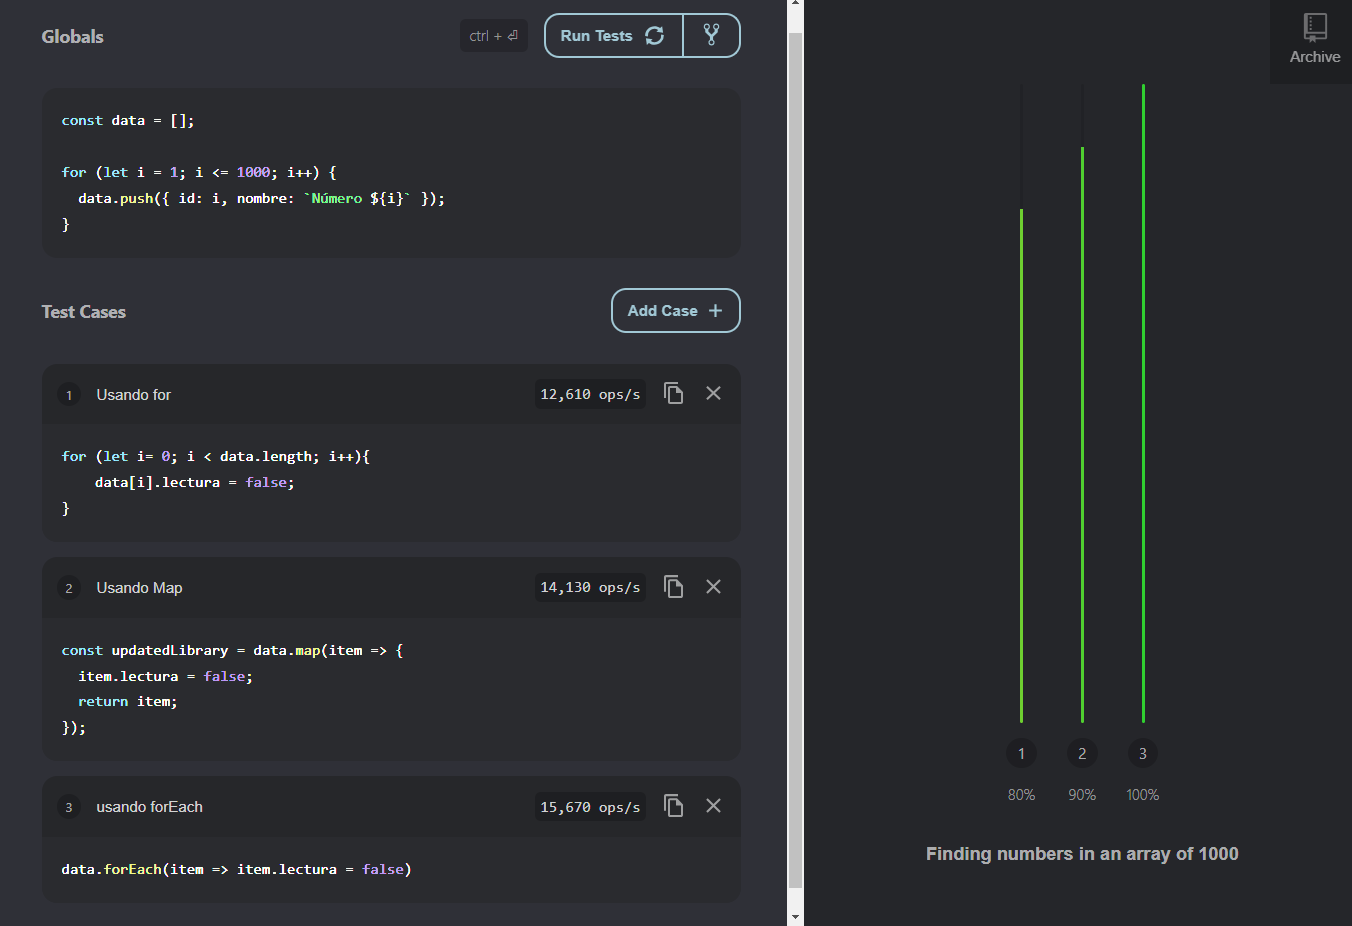 Globals
ctrl + ⏎
Run Tests
const data = [];
for (let i = 1; i <= 1000; i++) {
  data.push({ id: i, nombre: `Número ${i}` });
}
Test Cases
Add Case +
1 Usando for 12,610 ops/s
for (let i= 0; i < data.length; i++){
    data[i].lectura = false;
}
2 Usando Map 14,130 ops/s
const updatedLibrary = data.map(item => {
  item.lectura = false;
  return item;
});
3 usando forEach 15,670 ops/s
data.forEach(item => item.lectura = false)
Archive
1 2 3
80% 90% 100%
Finding numbers in an array of 1000